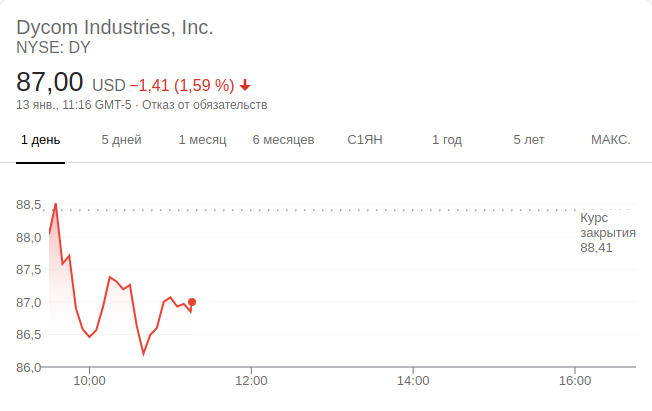 Dycom Industries, Inc.
NYSE: DY
87,00 USD −1,41 (1,59 %)
13 янв., 11:16 GMT-5 · Отказ от обязательств
1 день 5 дней 1 месяц 6 месяцев С1ЯН 1 год 5 лет МАКС.
88,5
Курс
закрытия
88,41
88,0
87,5
87,0
86,5
86,0
10:00 12:00 14:00 16:00